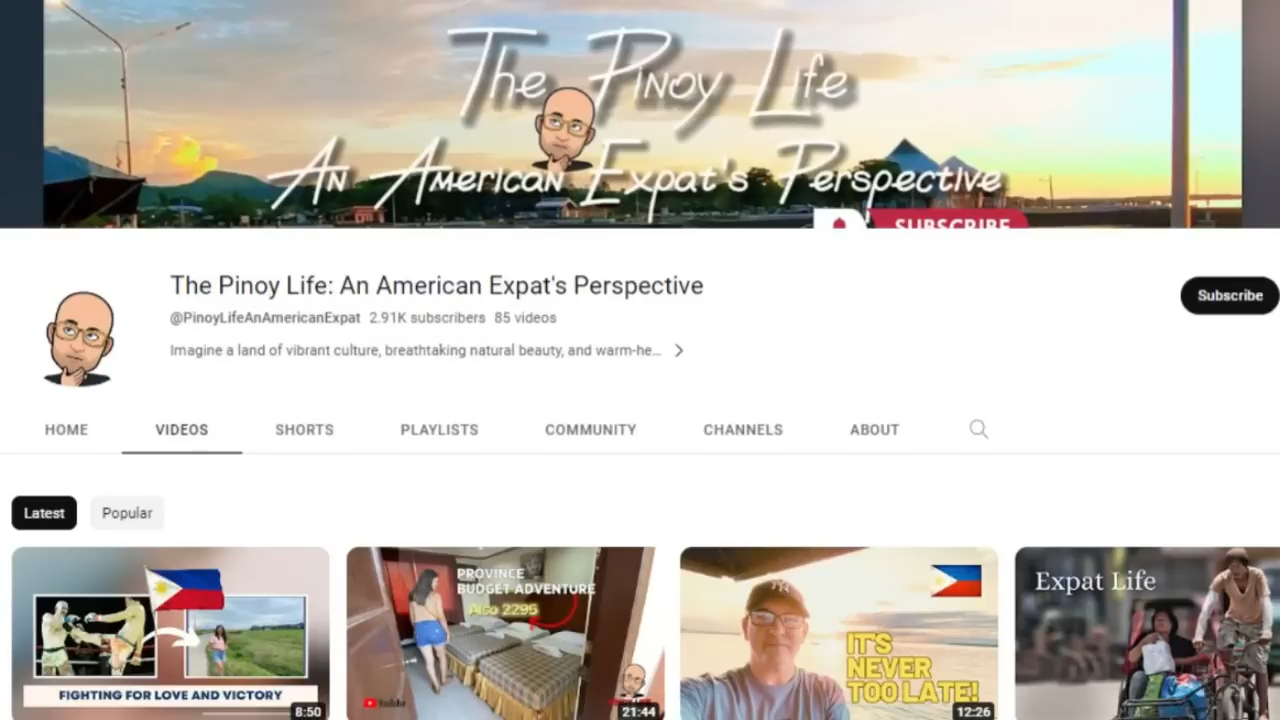 The Pinoy Life
An American Expat's Perspective
SUBSCRIBE
The Pinoy Life: An American Expat's Perspective
Subscribe
@PinoyLifeAnAmericanExpat 2.91K subscribers 85 videos
Imagine a land of vibrant culture, breathtaking natural beauty, and warm-he...
HOME VIDEOS SHORTS PLAYLISTS COMMUNITY CHANNELS ABOUT
Latest Popular
FIGHTING FOR LOVE AND VICTORY
8:50
PROVINCE
BUDGET ADVENTURE
Also 2295
YouTube
21:44
IT'S
NEVER
TOO LATE!
12:26
Expat Life